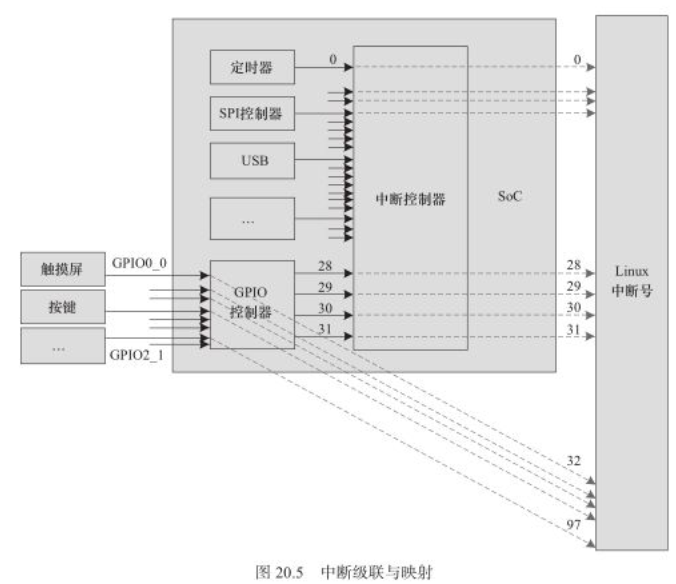 定时器
0
0
SPI控制器
USB
…
中断控制器
SoC
触摸屏
GPIO0_0
GPIO
控制器
28
29
30
31
28
29
30
31
Linux
中断号
按键
…
GPIO2_1
32
97
图 20.5 中断级联与映射